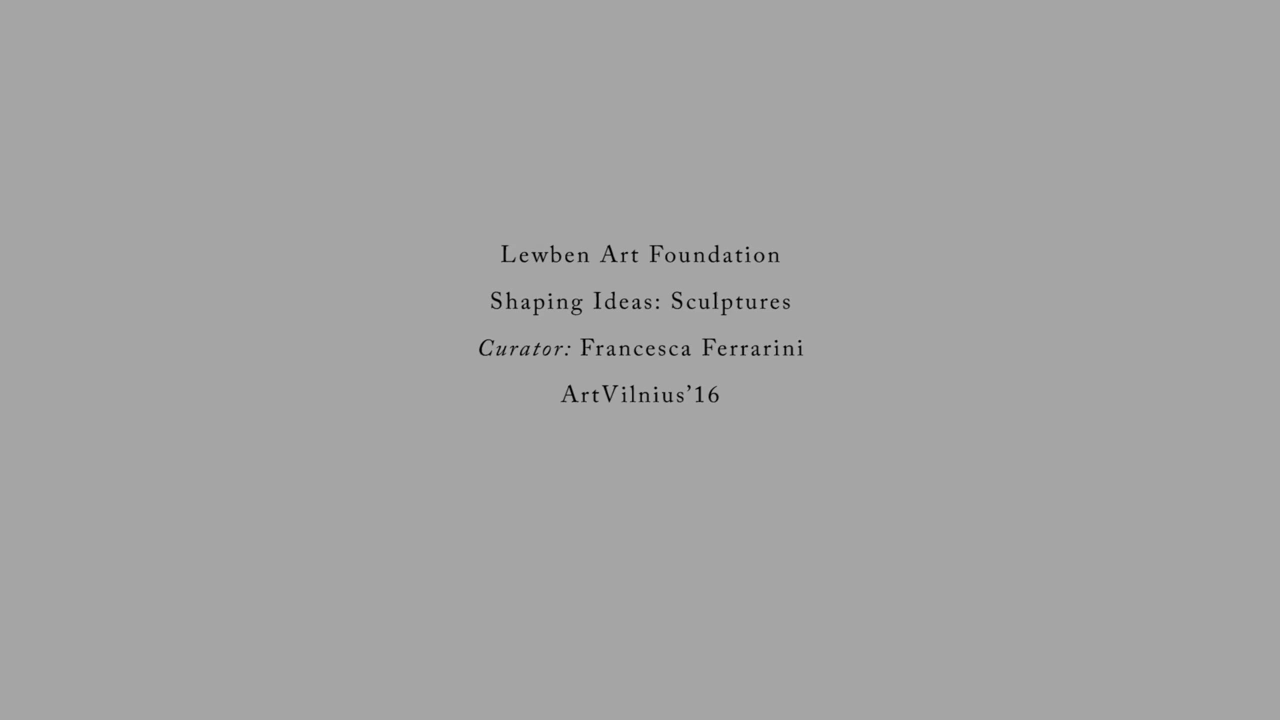 Lewben Art Foundation
Shaping Ideas: Sculptures
Curator: Francesca Ferrarini
ArtVilnius’16